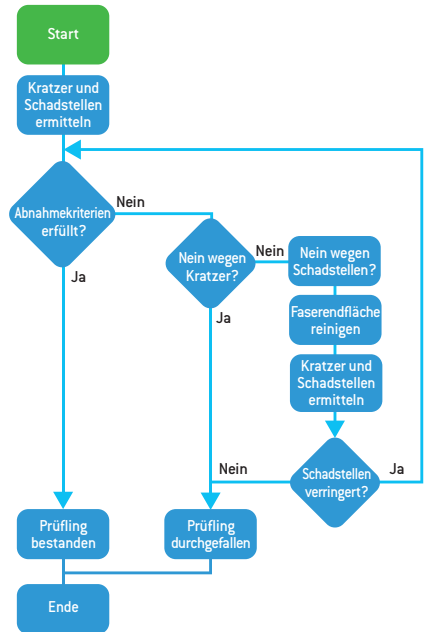 Start
Kratzer und
Schadstellen
ermitteln
Abnahmekriterien
erfüllt?
Nein
Ja
Nein wegen
Kratzer?
Nein
Ja
Nein wegen
Schadstellen?
Faserendfläche
reinigen
Kratzer und
Schadstellen
ermitteln
Schadstellen
verringert?
Nein
Ja
Prüfling
bestanden
Prüfling
durchgefallen
Ende